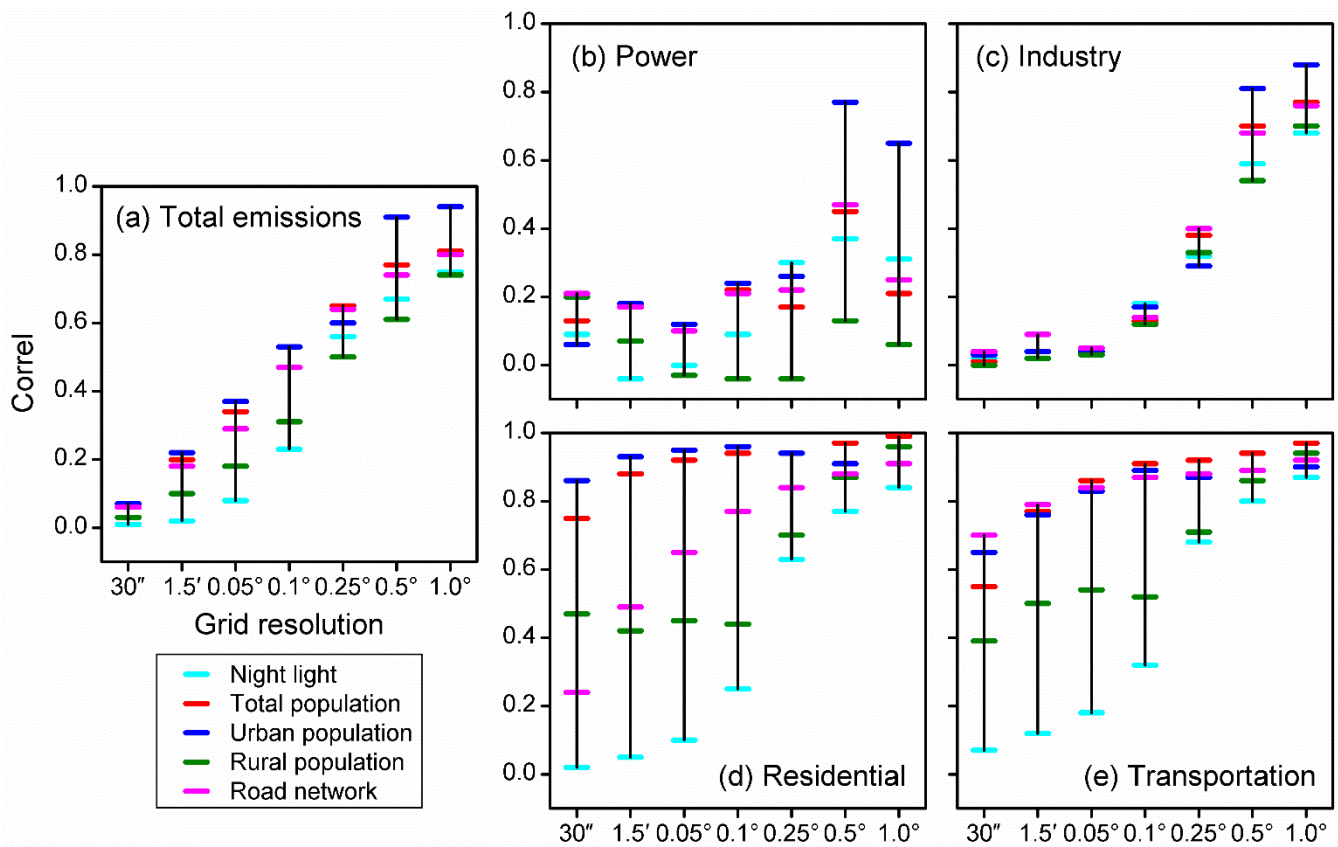 (b) Power
(c) Industry
1.0
0.8
0.6
0.4
0.2
0.0
(a) Total emissions
1.0
0.8
0.6
0.4
0.2
0.0
Correl
30″ 1.5′ 0.05° 0.1° 0.25° 0.5° 1.0°
Grid resolution
Night light
Total population
Urban population
Rural population
Road network
1.0
0.8
0.6
0.4
0.2
0.0
(d) Residential
(e) Transportation
30″ 1.5′ 0.05° 0.1° 0.25° 0.5° 1.0°
30″ 1.5′ 0.05° 0.1° 0.25° 0.5° 1.0°